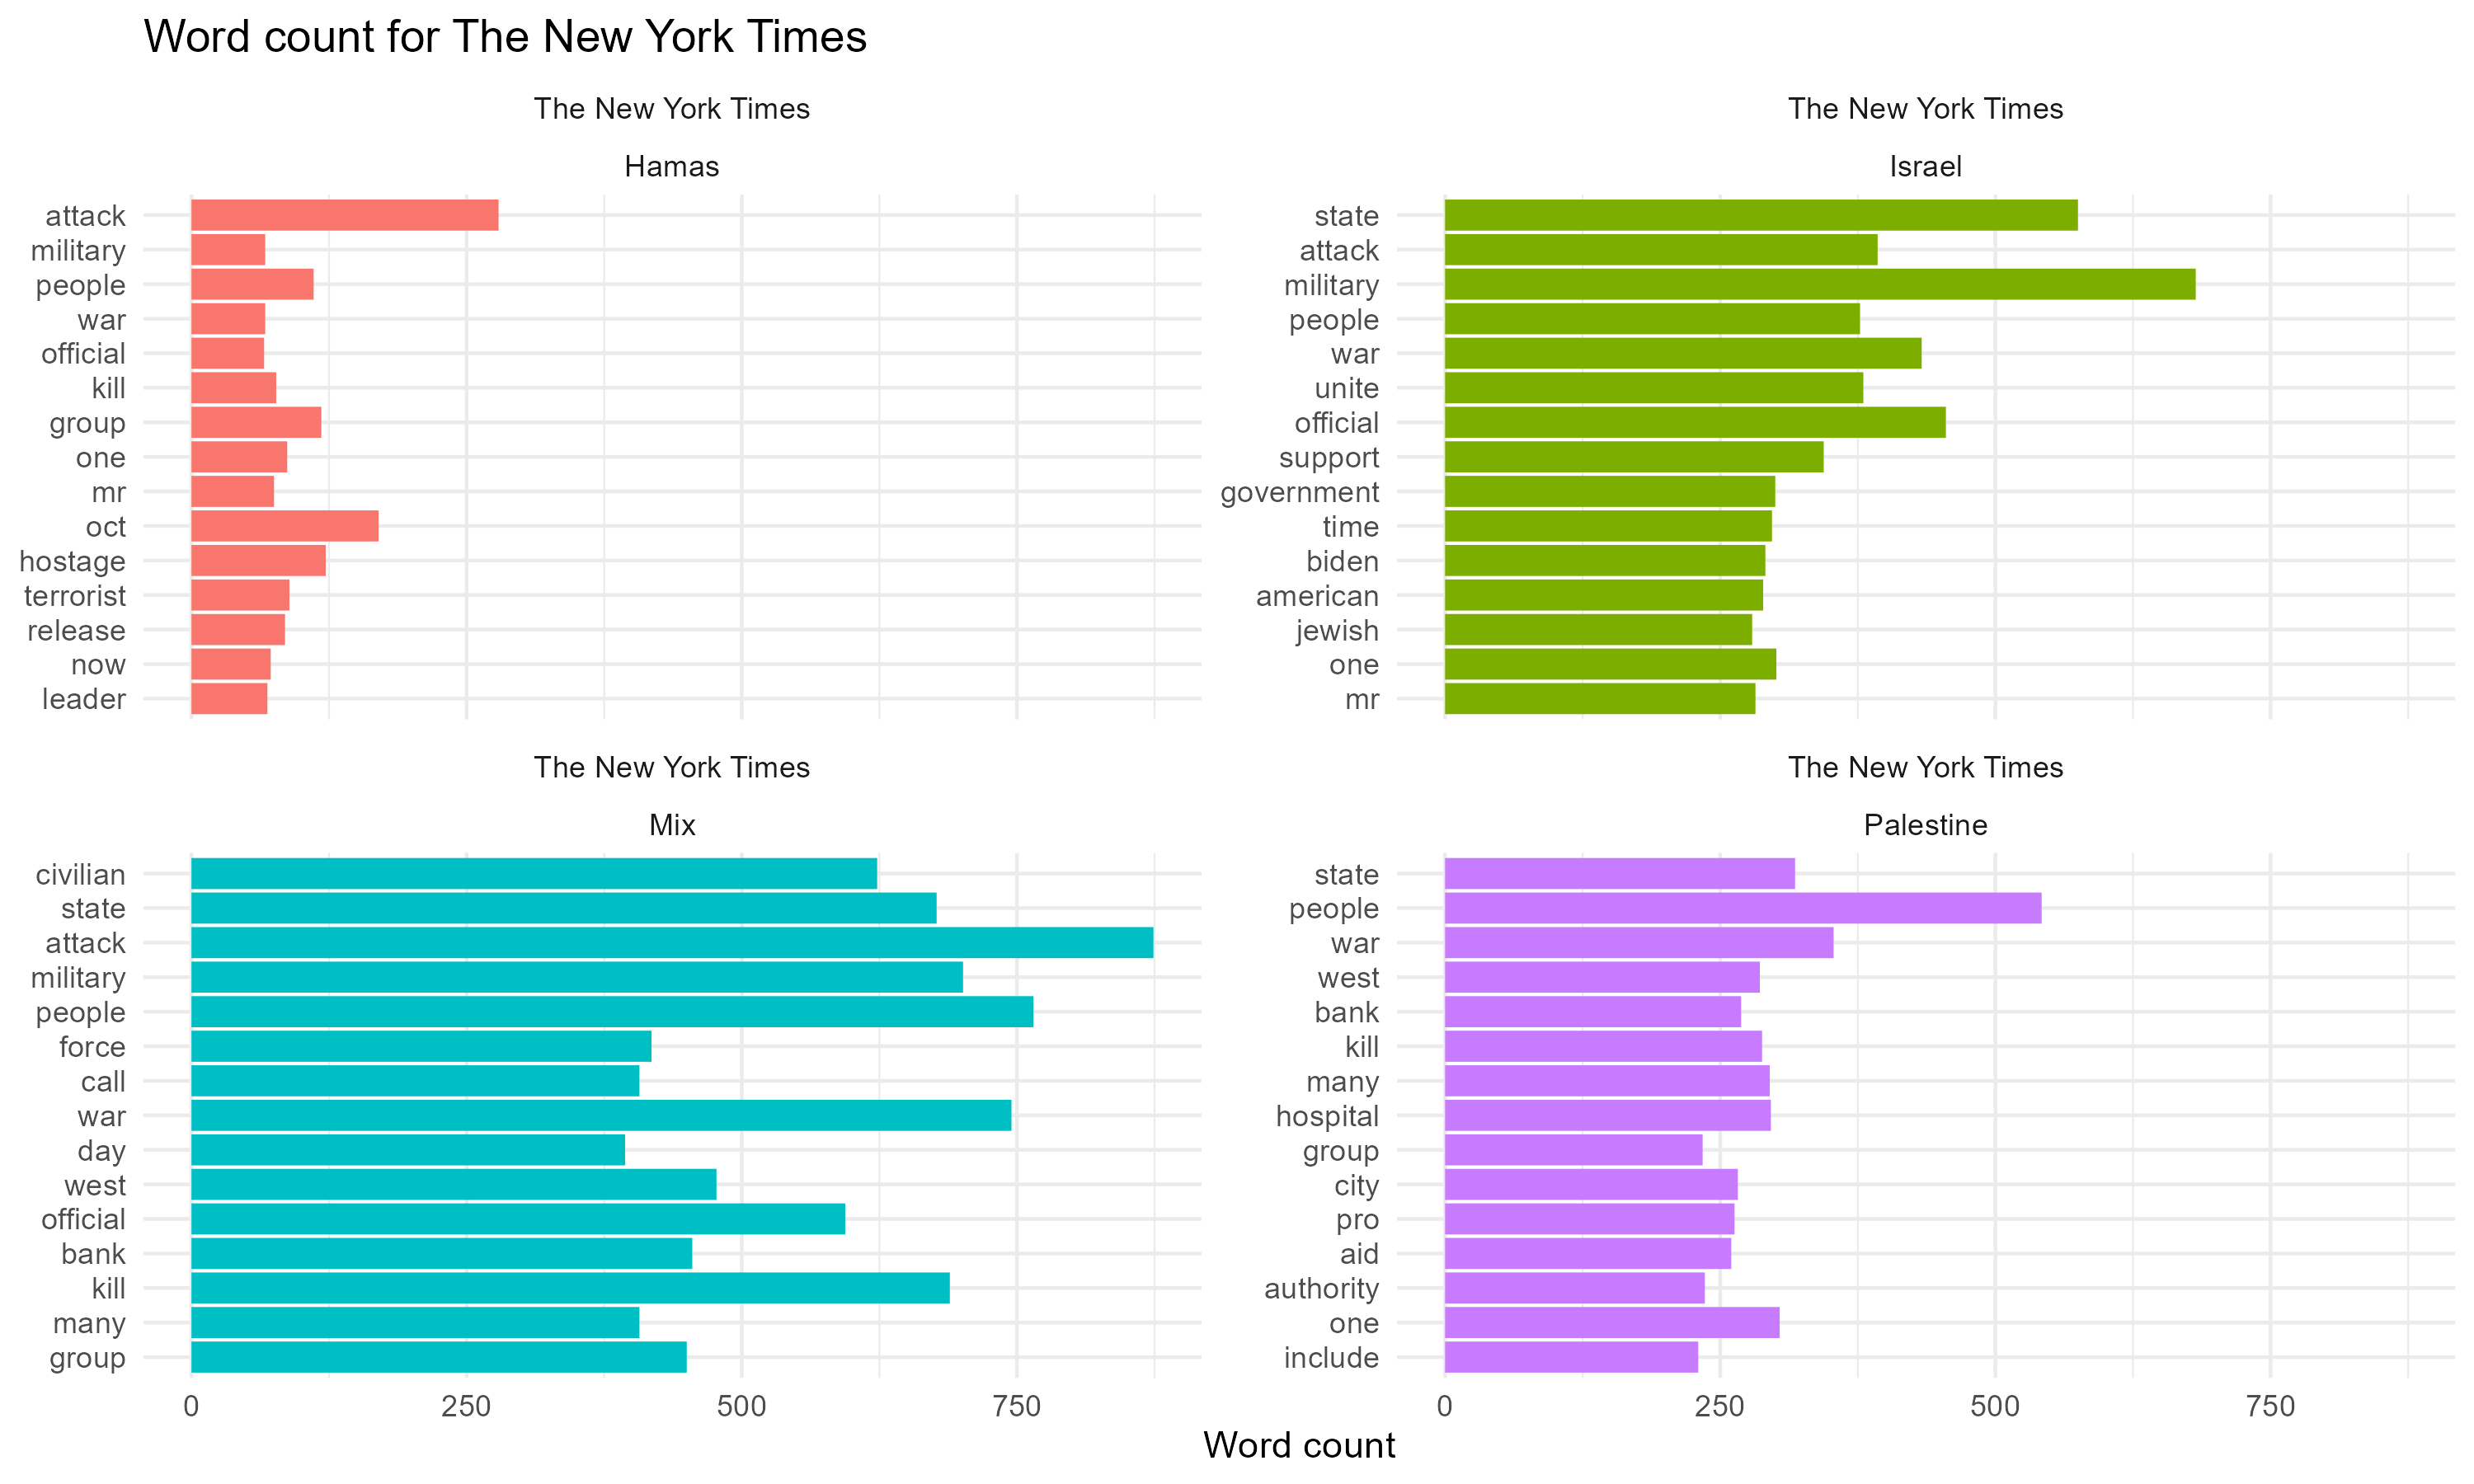 Word count for The New York Times
The New York Times
Hamas
attack
military
people
war
official
kill
group
one
mr
oct
hostage
terrorist
release
now
leader
The New York Times
Israel
state
attack
military
people
war
unite
official
support
government
time
biden
american
jewish
one
mr
The New York Times
Mix
civilian
state
attack
military
people
force
call
war
day
west
official
bank
kill
many
group
0 250 500 750
The New York Times
Palestine
state
people
war
west
bank
kill
many
hospital
group
city
pro
aid
authority
one
include
0 250 500 750
Word count